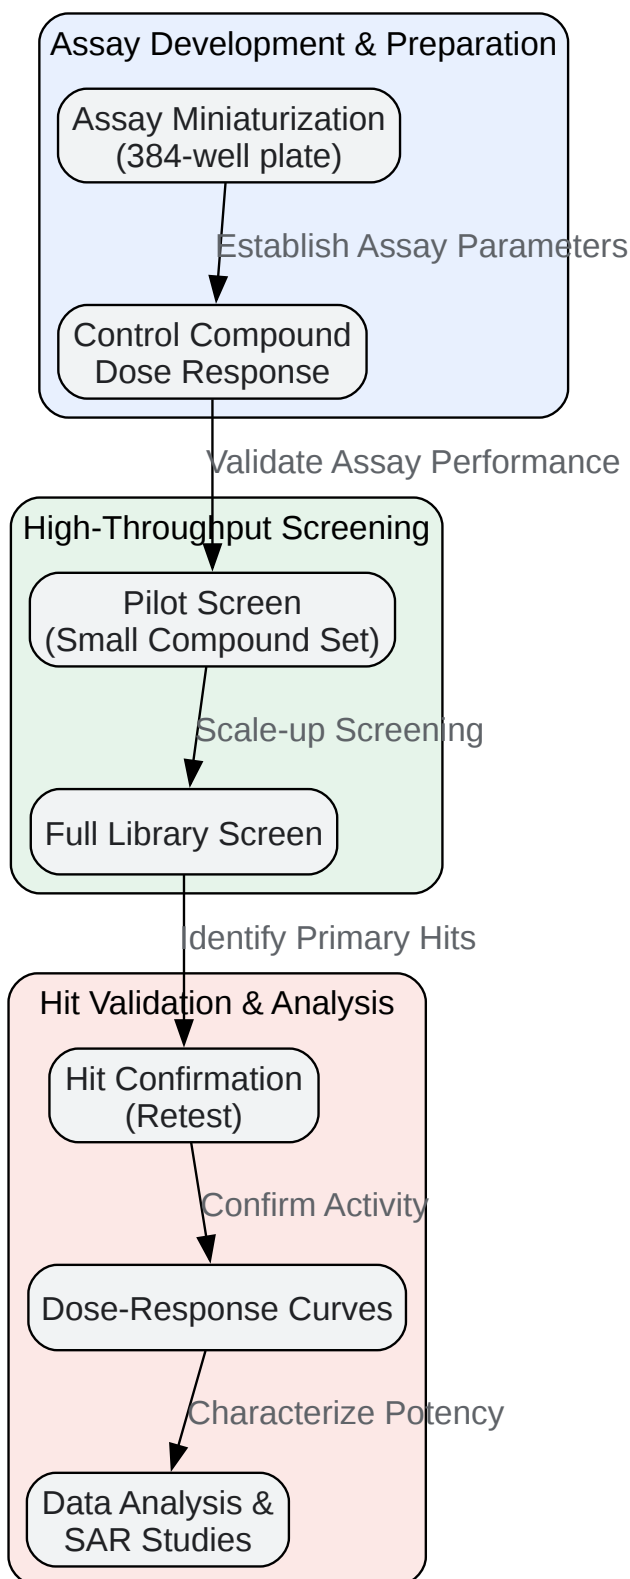 Assay Development & Preparation
Assay Miniaturization
(384-well plate)
Establish Assay Parameters
Control Compound
Dose Response
Validate Assay Performance
High-Throughput Screening
Pilot Screen
(Small Compound Set)
Scale-up Screening
Full Library Screen
Identify Primary Hits
Hit Validation & Analysis
Hit Confirmation
(Retest)
Confirm Activity
Dose-Response Curves
Characterize Potency
Data Analysis &
SAR Studies